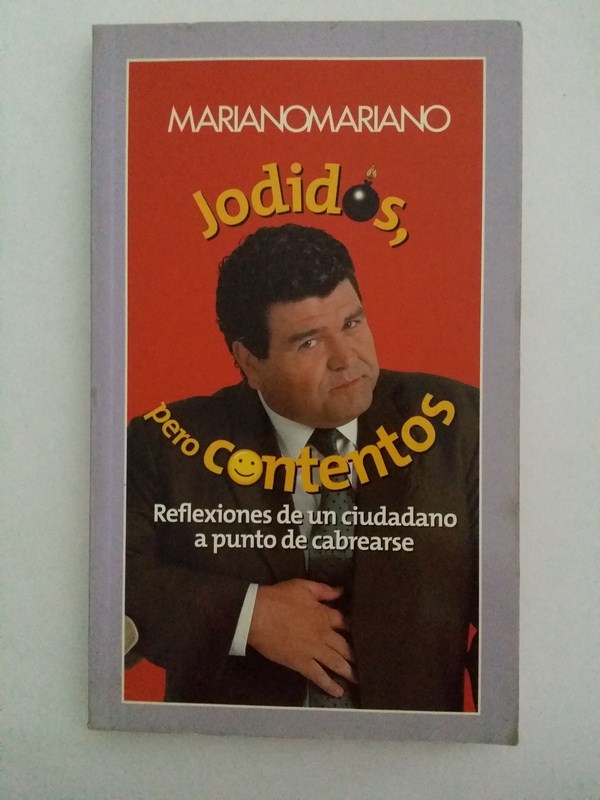 MARIANOMARIANO
Jodidos,
pero contentos
Reflexiones de un ciudadano
a punto de cabrearse